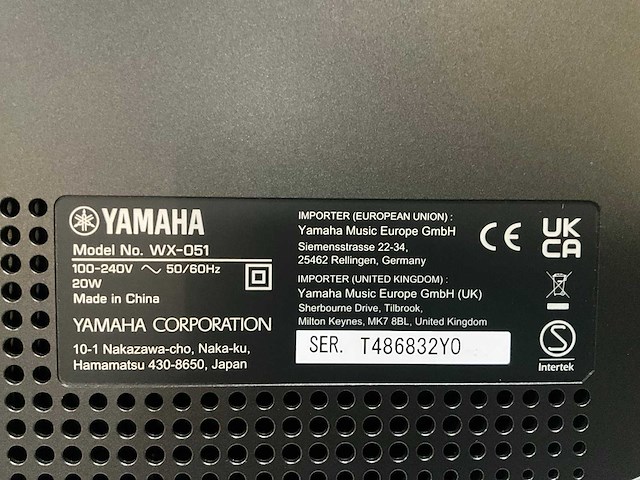 YAMAHA
Model No. WX-051
100-240V ~ 50/60Hz
20W
Made in China
YAMAHA CORPORATION
10-1 Nakazawa-cho, Naka-ku,
Hamamatsu 430-8650, Japan
IMPORTER (EUROPEAN UNION) :
Yamaha Music Europe GmbH
Siemensstrasse 22-34,
25462 Rellingen, Germany
IMPORTER (UNITED KINGDOM) :
Yamaha Music Europe GmbH (UK)
Sherbourne Drive, Tilbrook,
Milton Keynes, MK7 8BL, United Kingdom
SER. T486832YO
CE
UK
CA
S
Intertek